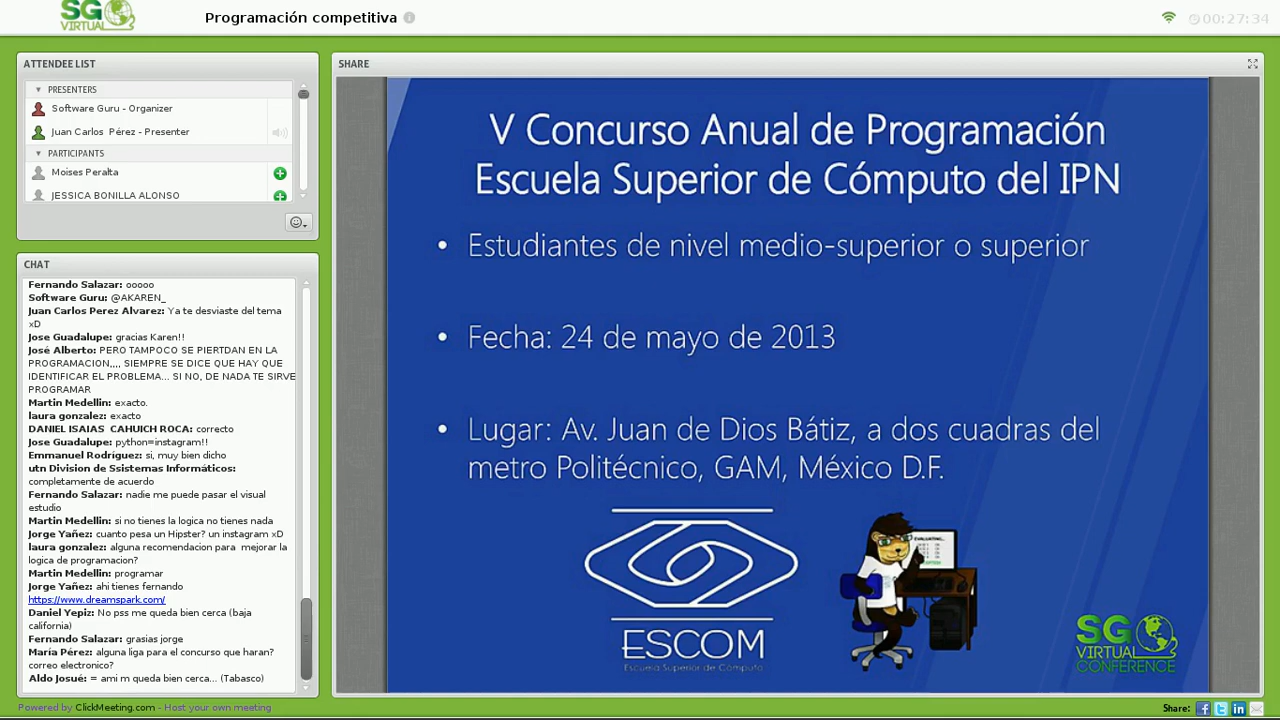 SG
VIRTUAL
Programación competitiva
00:27:34
ATTENDEE LIST
PRESENTERS
Software Guru - Organizer
Juan Carlos Pérez - Presenter
PARTICIPANTS
Moises Peralta
JESSICA BONILLA ALONSO
CHAT
Fernando Salazar: ooooo
Software Guru: @AKAREN_
Juan Carlos Perez Alvarez: Ya te desviaste del tema
xD
Jose Guadalupe: gracias Karen!!
José Alberto: PERO TAMPOCO SE PIERTDAN EN LA
PROGRAMACION,,,, SIEMPRE SE DICE QUE HAY QUE
IDENTIFICAR EL PROBLEMA... SI NO, DE NADA TE SIRVE
PROGRAMAR
Martin Medellin: exacto.
laura gonzalez: exacto
DANIEL ISAIAS CAHUICH ROCA: correcto
Jose Guadalupe: python=instagram!!
Emmanuel Rodríguez: si, muy bien dicho
utn Division de Ssistemas Informáticos:
completamente de acuerdo
Fernando Salazar: nadie me puede pasar el visual
estudio
Martin Medellin: si no tienes la logica no tienes nada
Jorge Yañez: cuanto pesa un Hipster? un instagram xD
laura gonzalez: alguna recomendacion para mejorar la
logica de programacion?
Martin Medellin: programar
Jorge Yañez: ahi tienes fernando
https://www.dreamspark.com/
Daniel Yepiz: No pss me queda bien cerca (baja
california)
Fernando Salazar: grasias jorge
María Pérez: alguna liga para el concurso que haran?
correo electronico?
Aldo Josué: = ami m queda bien cerca... (Tabasco)
SHARE
V Concurso Anual de Programación
Escuela Superior de Cómputo del IPN
• Estudiantes de nivel medio-superior o superior
• Fecha: 24 de mayo de 2013
• Lugar: Av. Juan de Dios Bátiz, a dos cuadras del
metro Politécnico, GAM, México D.F.
ESCOM
Escuela Superior de Cómputo
EVALUATING...
SG
VIRTUAL
CONFERENCE
Powered by ClickMeeting.com - Host your own meeting
Share: